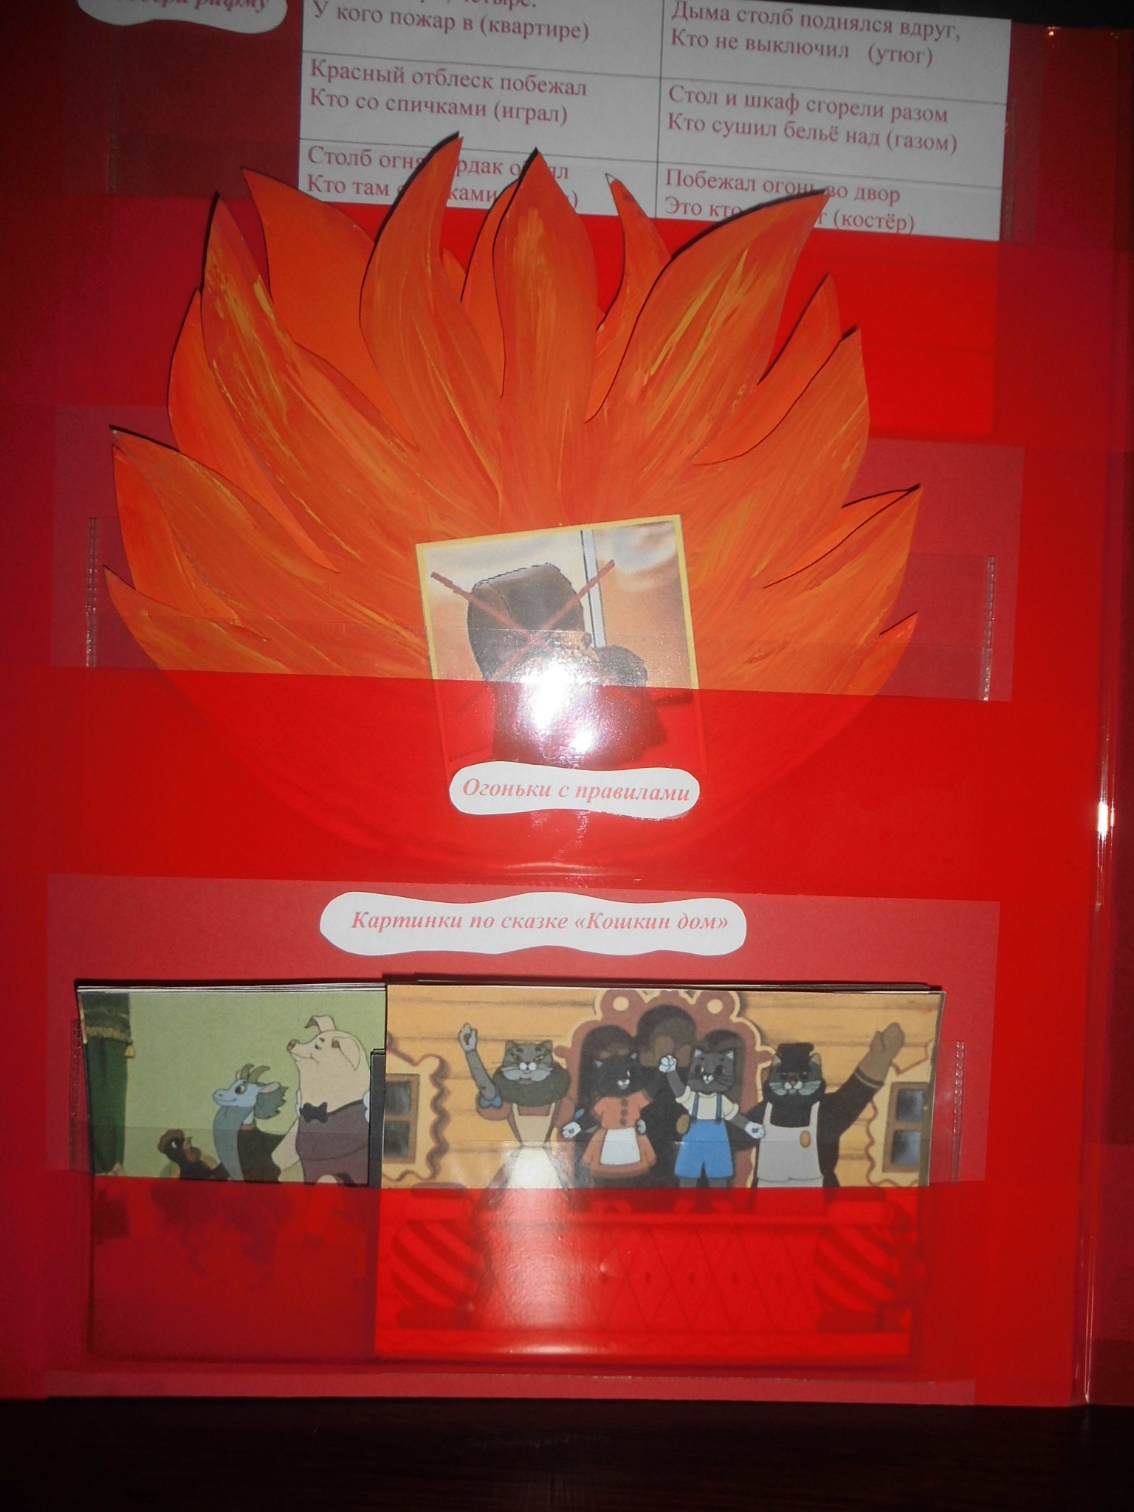 рифму
У кого пожар в (квартире)
Красный отблеск побежал
Кто со спичками (играл)
Столб огня
Кто там
Дыма столб поднялся вдруг,
Кто не выключил (утюг)
Стол и шкаф сгорели разом
Кто сушил бельё над (газом)
Побежал огонь во двор
Это (костёр)
Огоньки с правилами
Картинки по сказке «Кошкин дом»